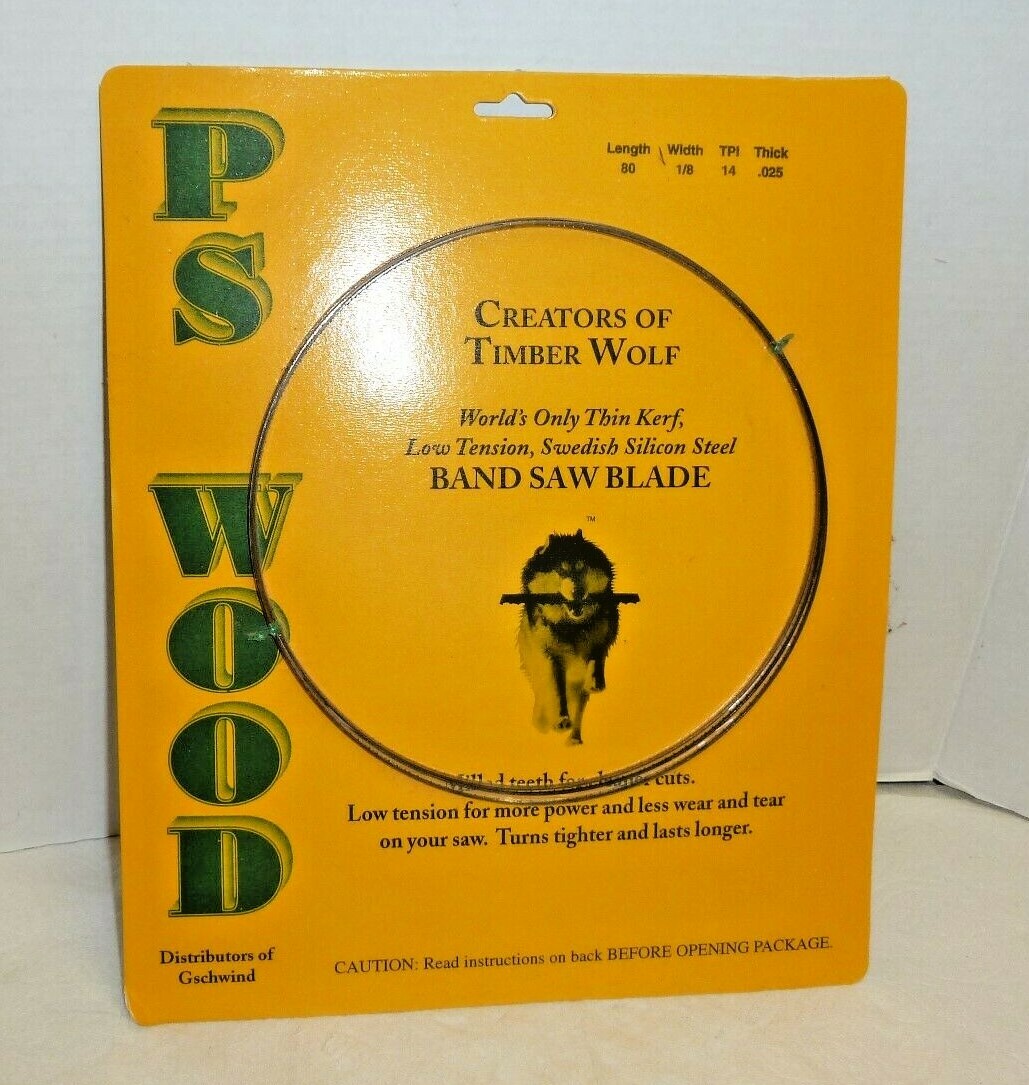 PS WOOD
Length Width TPI Thick
80 1/8 14 .025
CREATORS OF
TIMBER WOLF
World's Only Thin Kerf,
Low Tension, Swedish Silicon Steel
BAND SAW BLADE
TM
teeth for cuts.
Low tension for more power and less wear and tear
on your saw. Turns tighter and lasts longer.
Distributors of
Gschwind
CAUTION: Read instructions on back BEFORE OPENING PACKAGE.